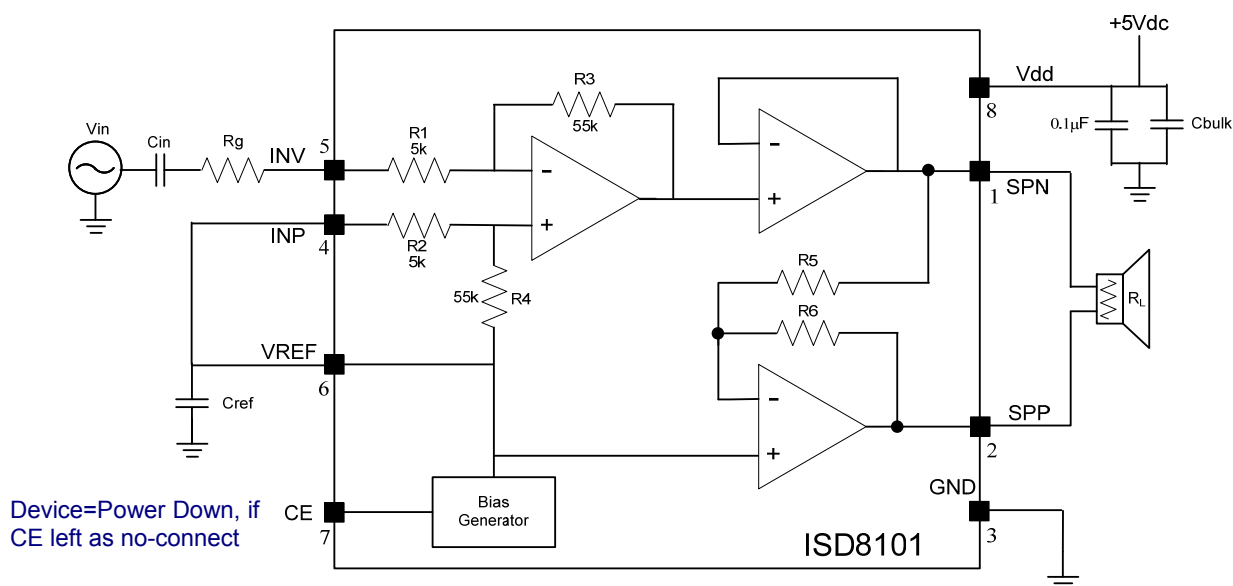 +5Vdc
Vdd
8
0.1µF
Cbulk
Vin
Cin
Rg
INV
5
R1
5k
R3
55k
-
+
-
+
SPN
1
INP
4
R2
5k
55k
R4
R5
R6
RL
VREF
6
Cref
-
+
SPP
2
Device=Power Down, if
CE left as no-connect
CE
7
Bias
Generator
GND
3
ISD8101